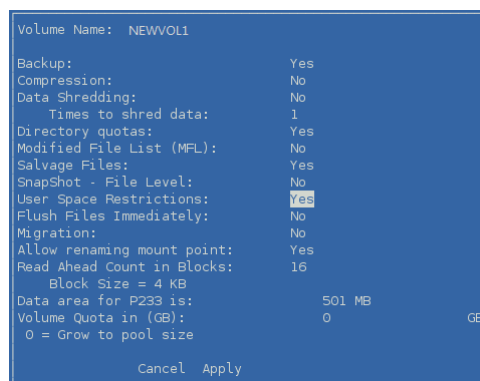 Volume Name: NEWVOL1
Backup: Yes
Compression: No
Data Shredding: No
Times to shred data: 1
Directory quotas: Yes
Modified File List (MFL): No
Salvage Files: Yes
SnapShot - File Level: No
User Space Restrictions: Yes
Flush Files Immediately: No
Migration: No
Allow renaming mount point: Yes
Read Ahead Count in Blocks: 16
Block Size = 4 KB
Data area for P233 is: 501 MB
Volume Quota in (GB): 0 GB
0 = Grow to pool size
Cancel Apply